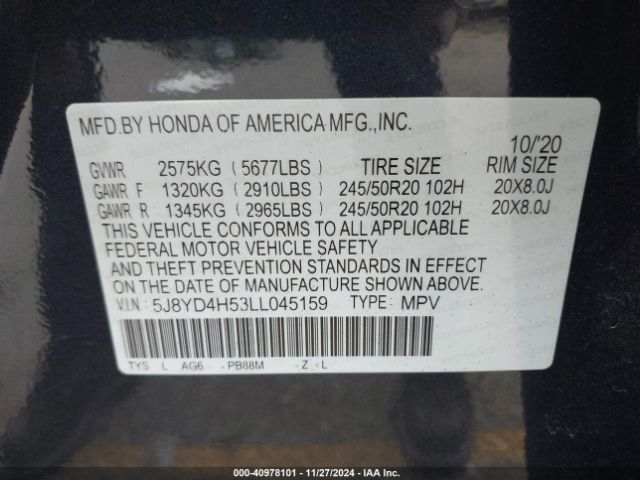 MFD.BY HONDA OF AMERICA MFG.,INC.
10/'20
GVWR 2575KG (5677LBS) TIRE SIZE RIM SIZE
GAWR F 1320KG (2910LBS) 245/50R20 102H 20X8.0J
GAWR R 1345KG (2965LBS) 245/50R20 102H 20X8.0J
THIS VEHICLE CONFORMS TO ALL APPLICABLE
FEDERAL MOTOR VEHICLE SAFETY
AND THEFT PREVENTION STANDARDS IN EFFECT
ON THE DATE OF MANUFACTURE SHOWN ABOVE.
V.I.N.: 5J8YD4H53LL045159 TYPE: MPV
TYS L AG6 -PB88M -Z -L
000-40978101 - 11/27/2024 - IAA Inc.